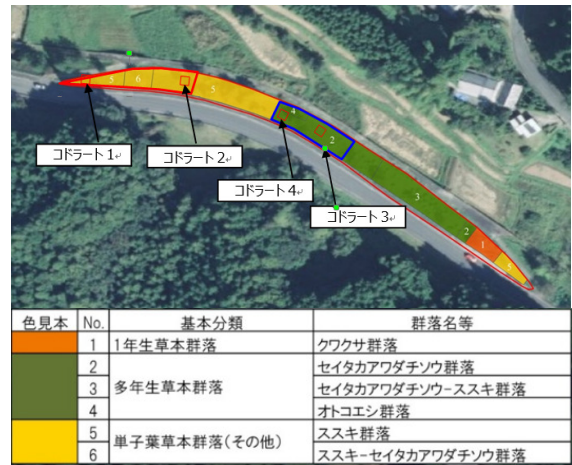 5
6
5
4
2
3
2
1
5
コドラート1
コドラート2
コドラート4
コドラート3
色見本 No. 基本分類 群落名等
1 1年生草本群落 クワクサ群落
2 セイタカアワダチソウ群落
3 多年生草本群落 セイタカアワダチソウ−ススキ群落
4 オトコエシ群落
5 ススキ群落
単子葉草本群落(その他)
6 ススキ−セイタカアワダチソウ群落